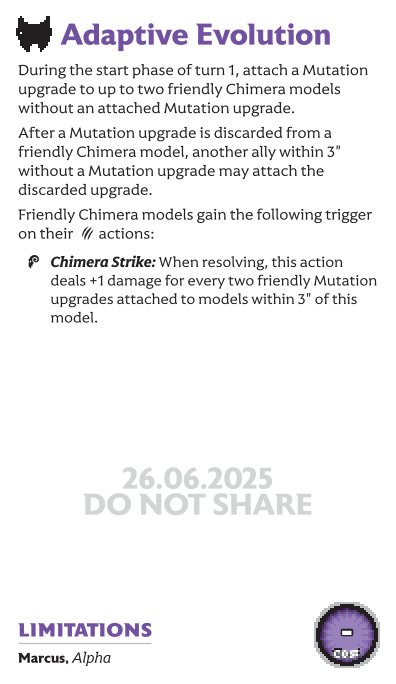 Adaptive Evolution
During the start phase of turn 1, attach a Mutation
upgrade to up to two friendly Chimera models
without an attached Mutation upgrade.
After a Mutation upgrade is discarded from a
friendly Chimera model, another ally within 3"
without a Mutation upgrade may attach the
discarded upgrade.
Friendly Chimera models gain the following trigger
on their actions:
Chimera Strike: When resolving, this action
deals +1 damage for every two friendly Mutation
upgrades attached to models within 3" of this
model.
26.06.2025
DO NOT SHARE
LIMITATIONS
Marcus, Alpha
-
COST